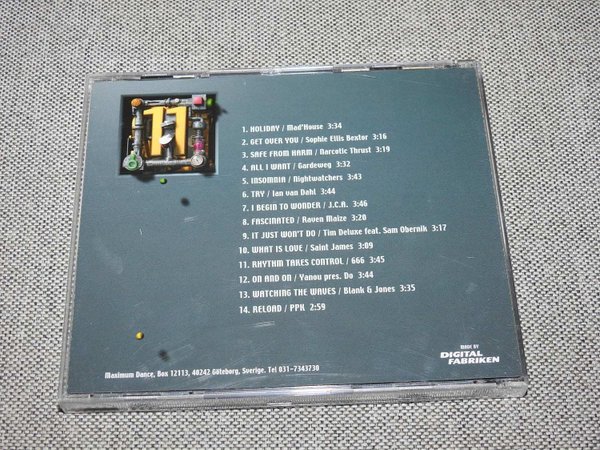 11
1. HOLIDAY / Mad'House 3:34
2. GET OVER YOU / Sophie Ellis Bextor 3:16
3. SAFE FROM HARM / Narcotic Thrust 3:19
4. ALL I WANT / Gardeweg 3:32
5. INSOMNIA / Nightwatchers 3:43
6. TRY / Ian van Dahl 3:44
7. I BEGIN TO WONDER / J.C.A. 3:46
8. FASCINATED / Raven Maize 3:20
9. IT JUST WON'T DO / Tim Deluxe feat. Sam Obernik 3:17
10. WHAT IS LOVE / Saint James 3:09
11. RHYTHM TAKES CONTROL / 666 3:45
12. ON AND ON / Yanou pres. Do 3:44
13. WATCHING THE WAVES / Blank & Jones 3:35
14. RELOAD / PPK 2:59
Maximum Dance, Box 12113, 40242 Göteborg, Sverige. Tel 031-7343730
MADE BY
DIGITAL
FABRIKEN